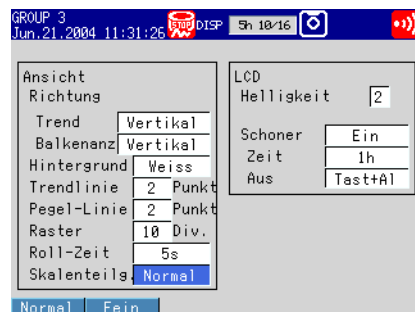 GROUP 3
Jun.21.2004 11:31:26 STOP DISP 5h 10/16
Ansicht
Richtung
Trend Vertikal
Balkenanz Vertikal
Hintergrund Weiss
Trendlinie 2 Punkt
Pegel-Linie 2 Punkt
Raster 10 Div.
Roll-Zeit 5s
Skalenteilg. Normal
LCD
Helligkeit 2
Schoner Ein
Zeit 1h
Aus Tast+Al
Normal Fein